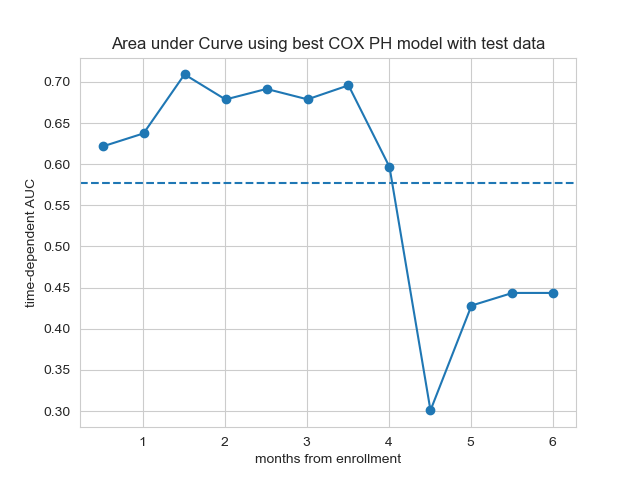 Area under Curve using best COX PH model with test data
time-dependent AUC
0.70
0.65
0.60
0.55
0.50
0.45
0.40
0.35
0.30
1 2 3 4 5 6
months from enrollment